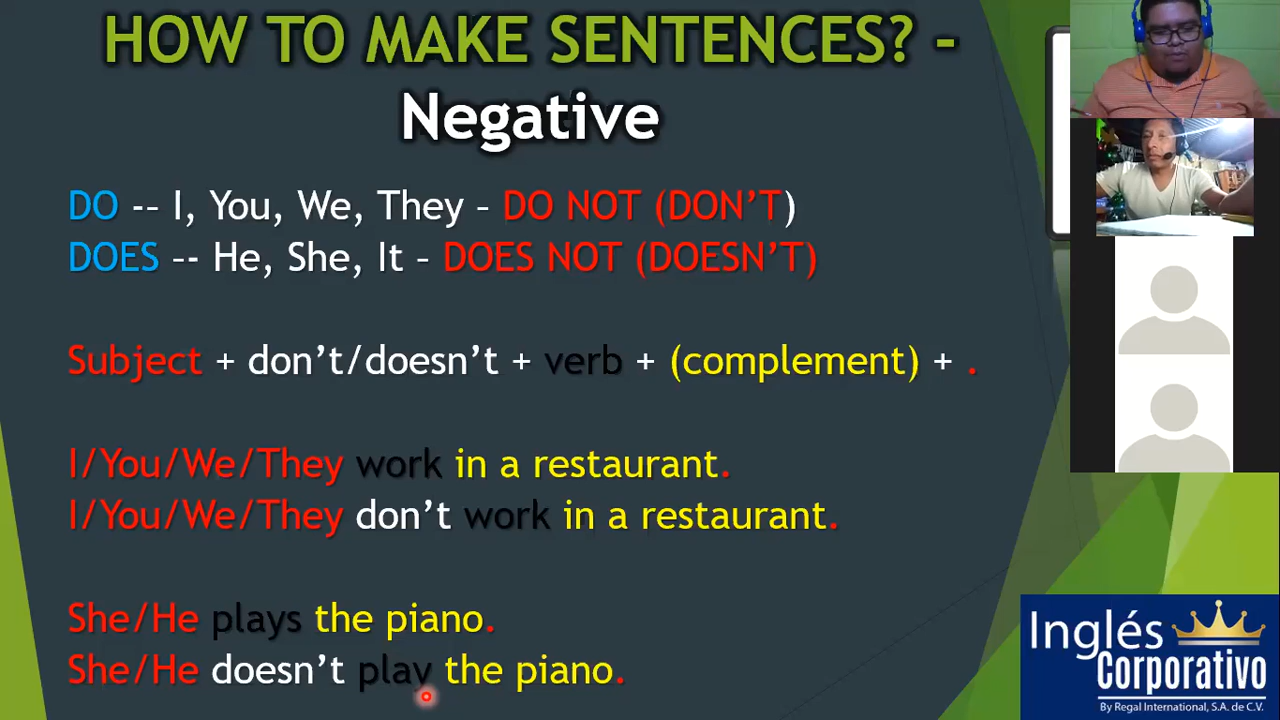 HOW TO MAKE SENTENCES? -
Negative
DO -– I, You, We, They – DO NOT (DON’T)
DOES –- He, She, It – DOES NOT (DOESN’T)
Subject + don’t/doesn’t + verb + (complement) + .
I/You/We/They work in a restaurant.
I/You/We/They don’t work in a restaurant.
She/He plays the piano.
She/He doesn’t play the piano.
Inglés
Corporativo
By Regal International, S.A. de C.V.